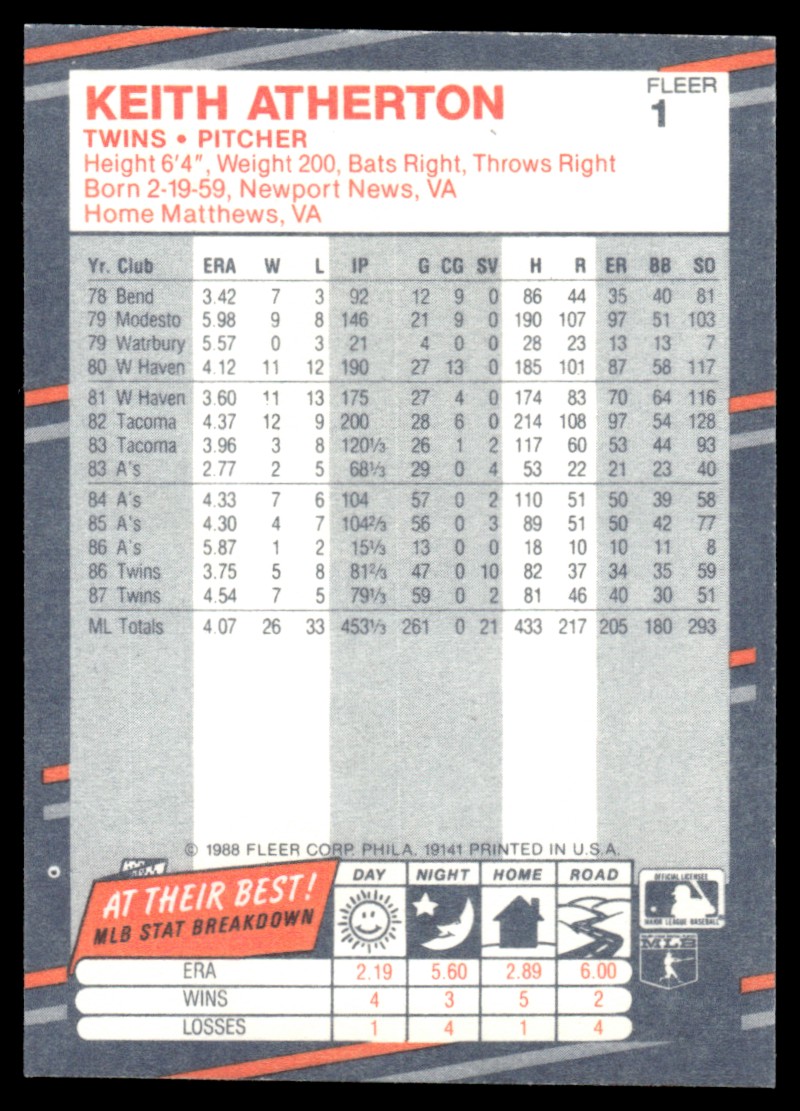 KEITH ATHERTON
FLEER
1
TWINS • PITCHER
Height 6'4", Weight 200, Bats Right, Throws Right
Born 2-19-59, Newport News, VA
Home Matthews, VA
Yr. Club ERA W L IP G CG SV H R ER BB SO
78 Bend 3.42 7 3 92 12 9 0 86 44 35 40 81
79 Modesto 5.98 9 8 146 21 9 0 190 107 97 51 103
79 Watrbury 5.57 0 3 21 4 0 0 28 23 13 13 7
80 W Haven 4.12 11 12 190 27 13 0 185 101 87 58 117
81 W Haven 3.60 11 13 175 27 4 0 174 83 70 64 116
82 Tacoma 4.37 12 9 200 28 6 0 214 108 97 54 128
83 Tacoma 3.96 3 8 120⅓ 26 1 2 117 60 53 44 93
83 A's 2.77 2 5 68⅓ 29 0 4 53 22 21 23 40
84 A's 4.33 7 6 104 57 0 2 110 51 50 39 58
85 A's 4.30 4 7 104⅔ 56 0 3 89 51 50 42 77
86 A's 5.87 1 2 15⅓ 13 0 0 18 10 10 11 8
86 Twins 3.75 5 8 81⅔ 47 0 10 82 37 34 35 59
87 Twins 4.54 7 5 79⅓ 59 0 2 81 46 40 30 51
ML Totals 4.07 26 33 453⅓ 261 0 21 433 217 205 180 293
© 1988 FLEER CORP. PHILA. 19141 PRINTED IN U.S.A.
AT THEIR BEST!
MLB STAT BREAKDOWN
DAY NIGHT HOME ROAD
ERA 2.19 5.60 2.89 6.00
WINS 4 3 5 2
LOSSES 1 4 1 4
OFFICIAL LICENSEE
MAJOR LEAGUE BASEBALL
MLB